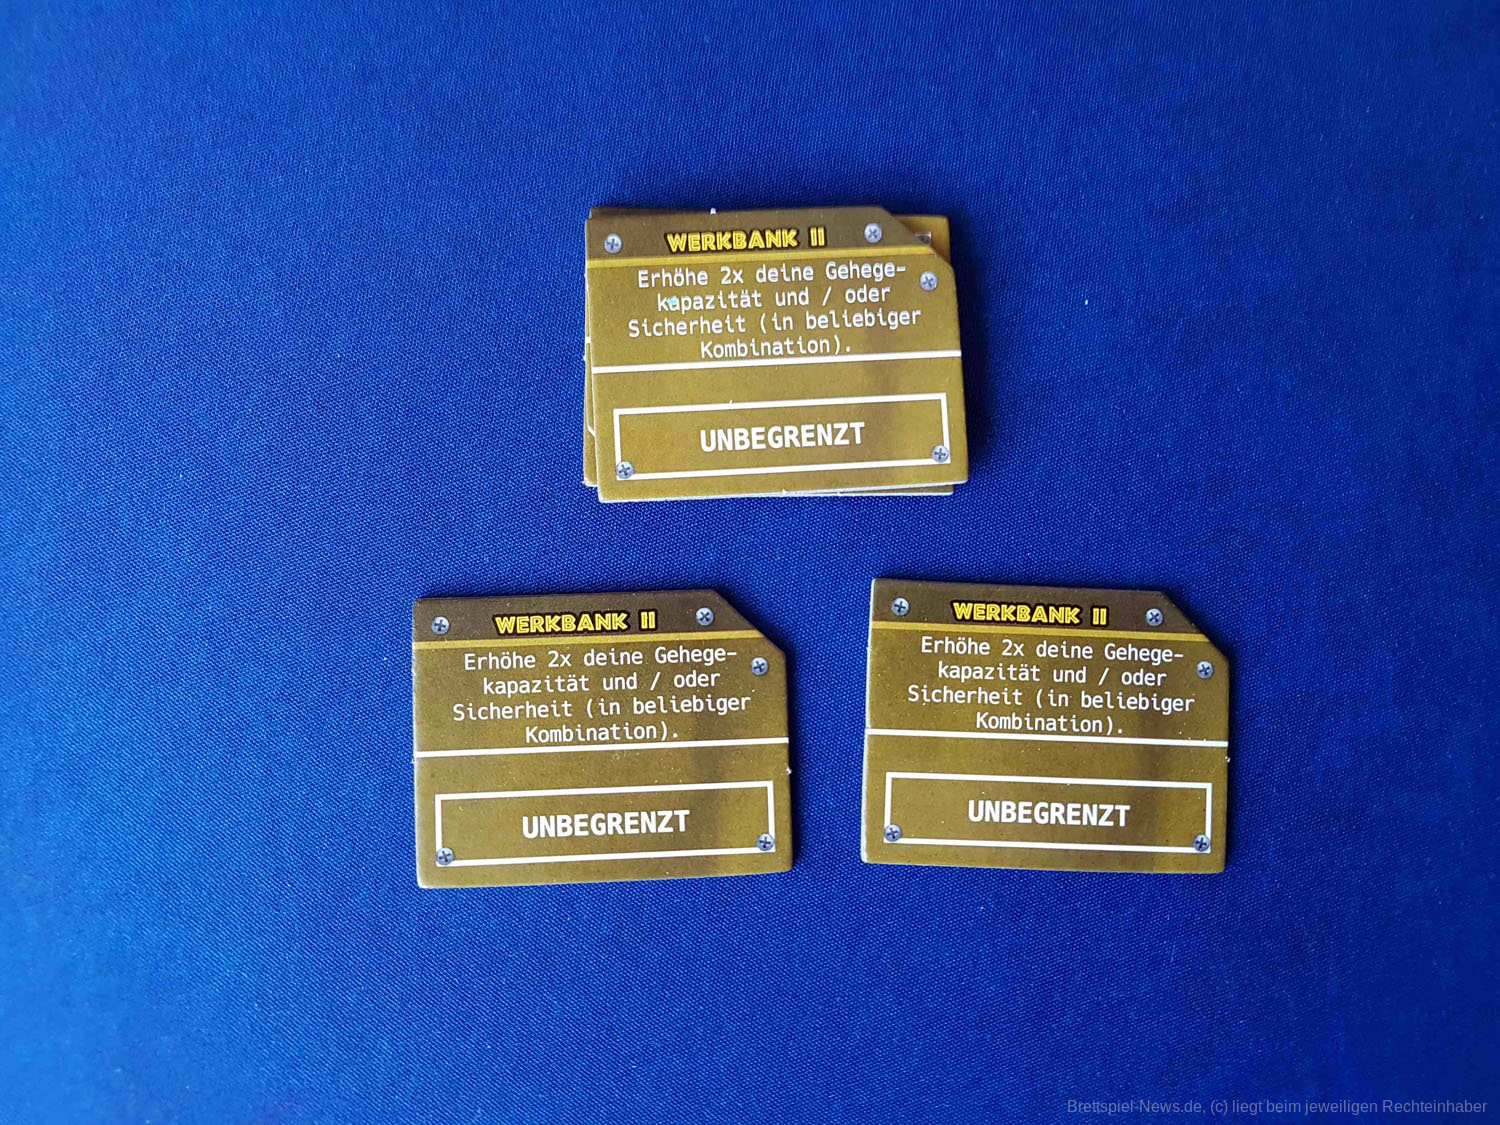 WERKBANK II
Erhöhe 2x deine Gehege-
kapazität und / oder
Sicherheit (in beliebiger
Kombination).
UNBEGRENZT
WERKBANK II
Erhöhe 2x deine Gehege-
kapazität und / oder
Sicherheit (in beliebiger
Kombination).
UNBEGRENZT
WERKBANK II
Erhöhe 2x deine Gehege-
kapazität und / oder
Sicherheit (in beliebiger
Kombination).
UNBEGRENZT
Brettspiel-News.de, (c) liegt beim jeweiligen Rechteinhaber